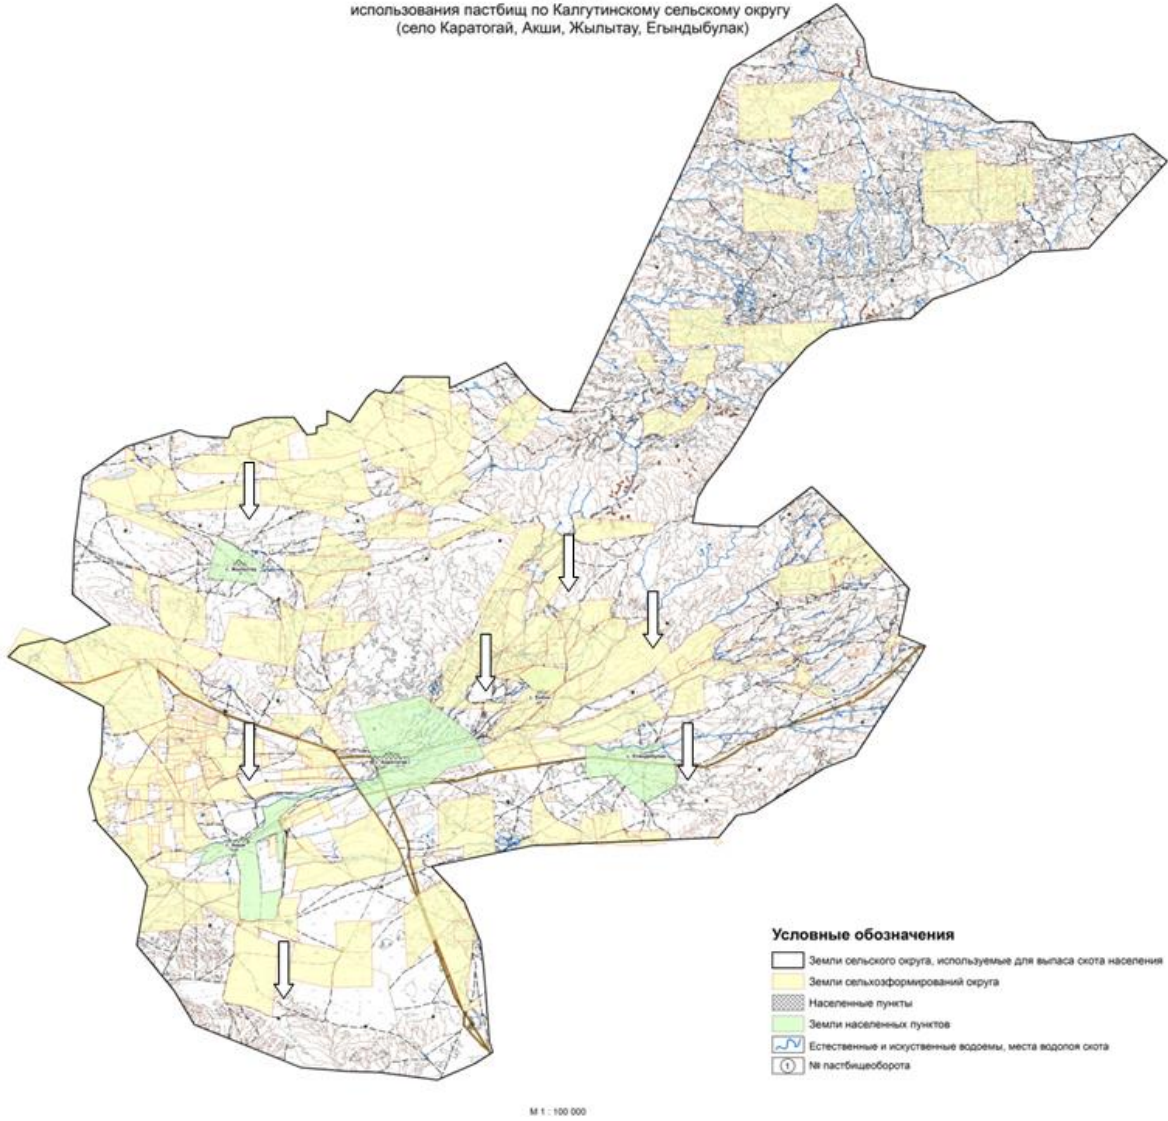 использования пастбищ по Калгутинскому сельскому округу
(село Каратогай, Акши, Жылытау, Егындыбулак)
Условные обозначения
Земли сельского округа, используемые для выпаса скота населения
Земли сельхозформирований округа
Населенные пункты
Земли населенных пунктов
Естественные и искуственные водоемы, места водопоя скота
1
№ пастбищеоборота
М 1 : 100 000